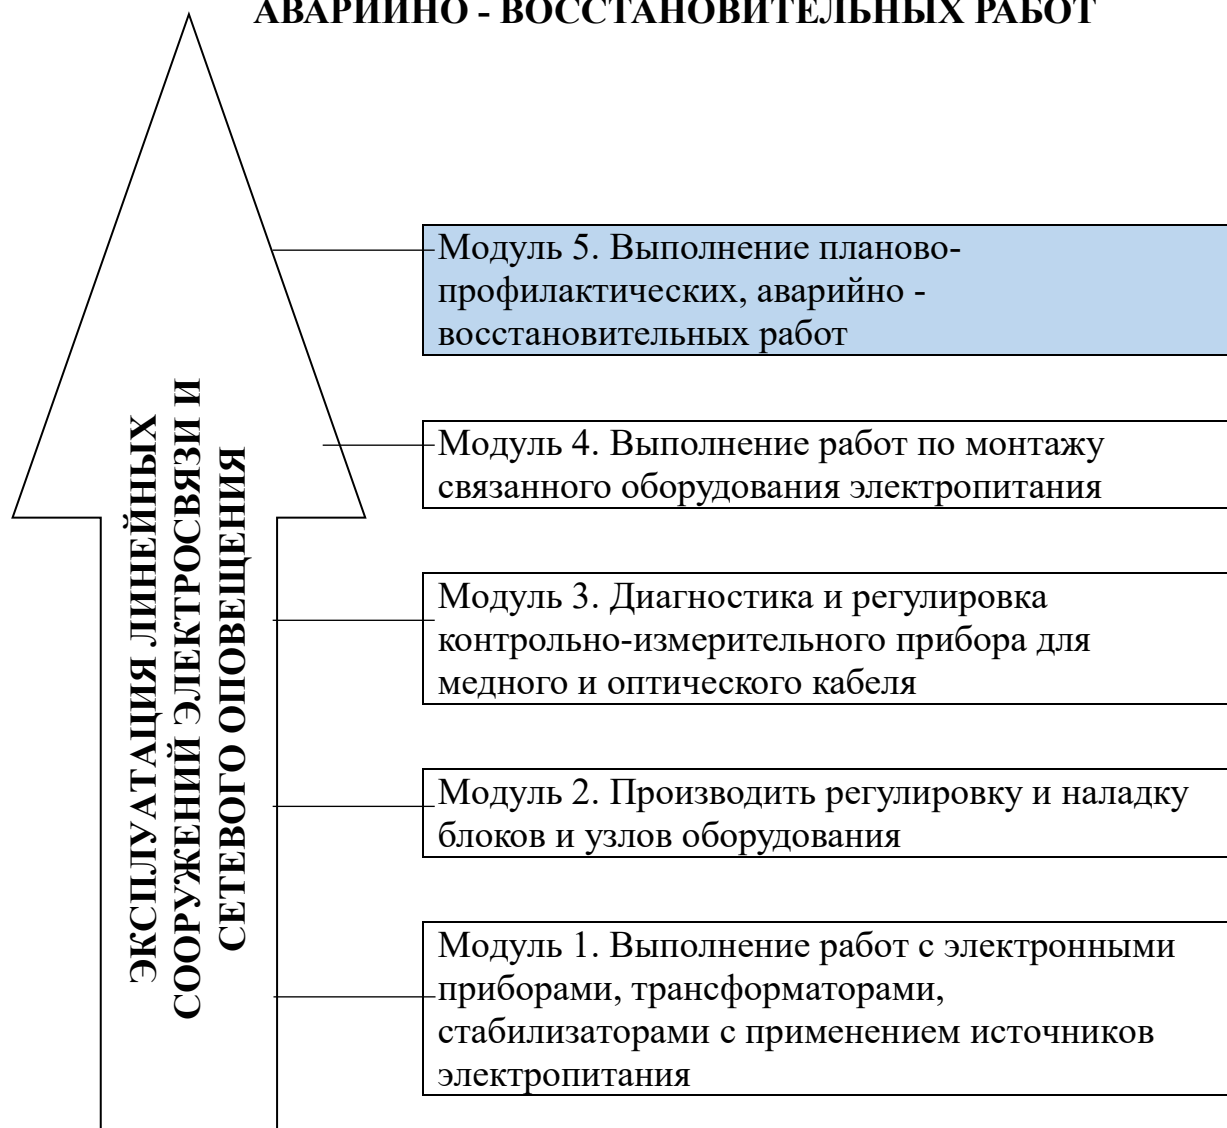 АВАРИЙНО - ВОССТАНОВИТЕЛЬНЫХ РАБОТ
Модуль 5. Выполнение планово-
профилактических, аварийно -
восстановительных работ
Модуль 4. Выполнение работ по монтажу
связанного оборудования электропитания
Модуль 3. Диагностика и регулировка
контрольно-измерительного прибора для
медного и оптического кабеля
Модуль 2. Производить регулировку и наладку
блоков и узлов оборудования
Модуль 1. Выполнение работ с электронными
приборами, трансформаторами,
стабилизаторами с применением источников
электропитания
ЭКСПЛУАТАЦИЯ ЛИНЕЙНЫХ
СООРУЖЕНИЙ ЭЛЕКТРОСВЯЗИ И
СЕТЕВОГО ОПОВЕЩЕНИЯ